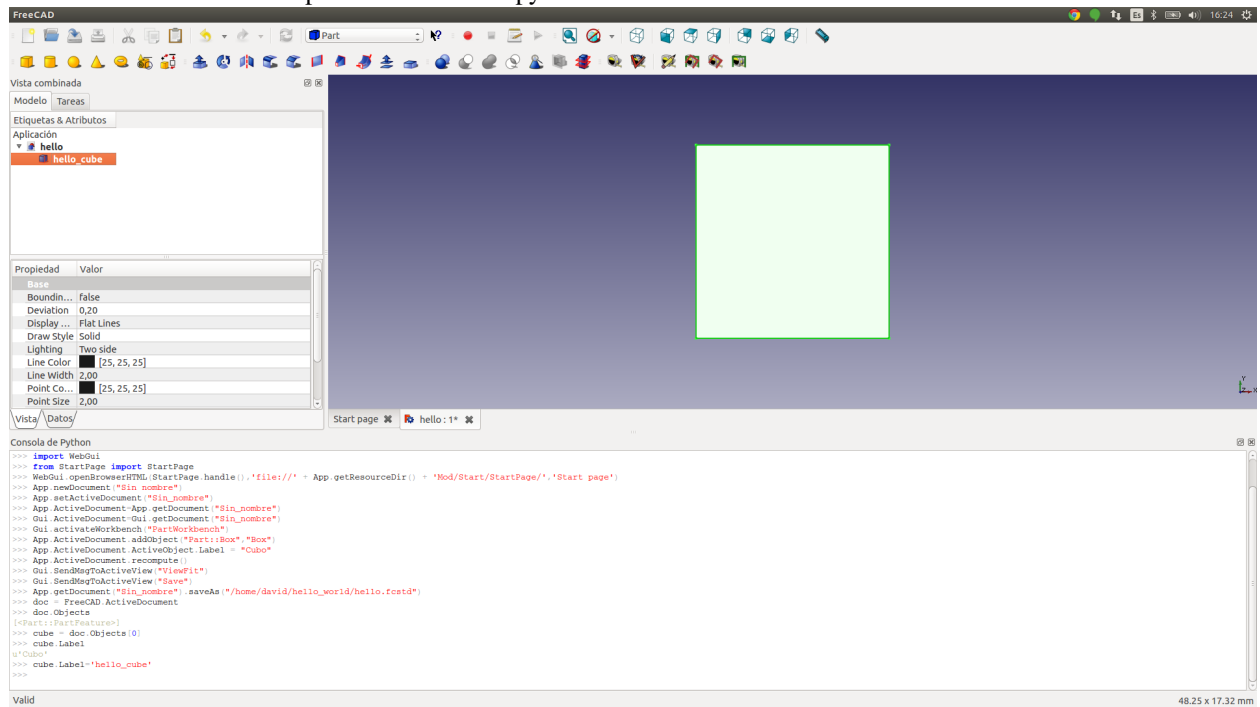 FreeCAD
Es
16:24
Part
Vista combinada
Modelo Tareas
Etiquetas & Atributos
Aplicación
hello
hello_cube
Propiedad Valor
Base
Boundin... false
Deviation 0,20
Display ... Flat Lines
Draw Style Solid
Lighting Two side
Line Color [25, 25, 25]
Line Width 2,00
Point Co... [25, 25, 25]
Point Size 2,00
Vista Datos
Start page hello : 1*
Y
Z X
Consola de Python
>>> import WebGui
>>> from StartPage import StartPage
>>> WebGui.openBrowserHTML(StartPage.handle(),'file://' + App.getResourceDir() + 'Mod/Start/StartPage/','Start page')
>>> App.newDocument("Sin nombre")
>>> App.setActiveDocument("Sin_nombre")
>>> App.ActiveDocument=App.getDocument("Sin_nombre")
>>> Gui.ActiveDocument=Gui.getDocument("Sin_nombre")
>>> Gui.activateWorkbench("PartWorkbench")
>>> App.ActiveDocument.addObject("Part::Box","Box")
>>> App.ActiveDocument.ActiveObject.Label = "Cubo"
>>> App.ActiveDocument.recompute()
>>> Gui.SendMsgToActiveView("ViewFit")
>>> Gui.SendMsgToActiveView("Save")
>>> App.getDocument("Sin_nombre").saveAs("/home/david/hello_world/hello.fcstd")
>>> doc = FreeCAD.ActiveDocument
>>> doc.Objects
[<Part::PartFeature>]
>>> cube = doc.Objects[0]
>>> cube.Label
u'Cubo'
>>> cube.Label='hello_cube'
>>>
Valid
48.25 x 17.32 mm